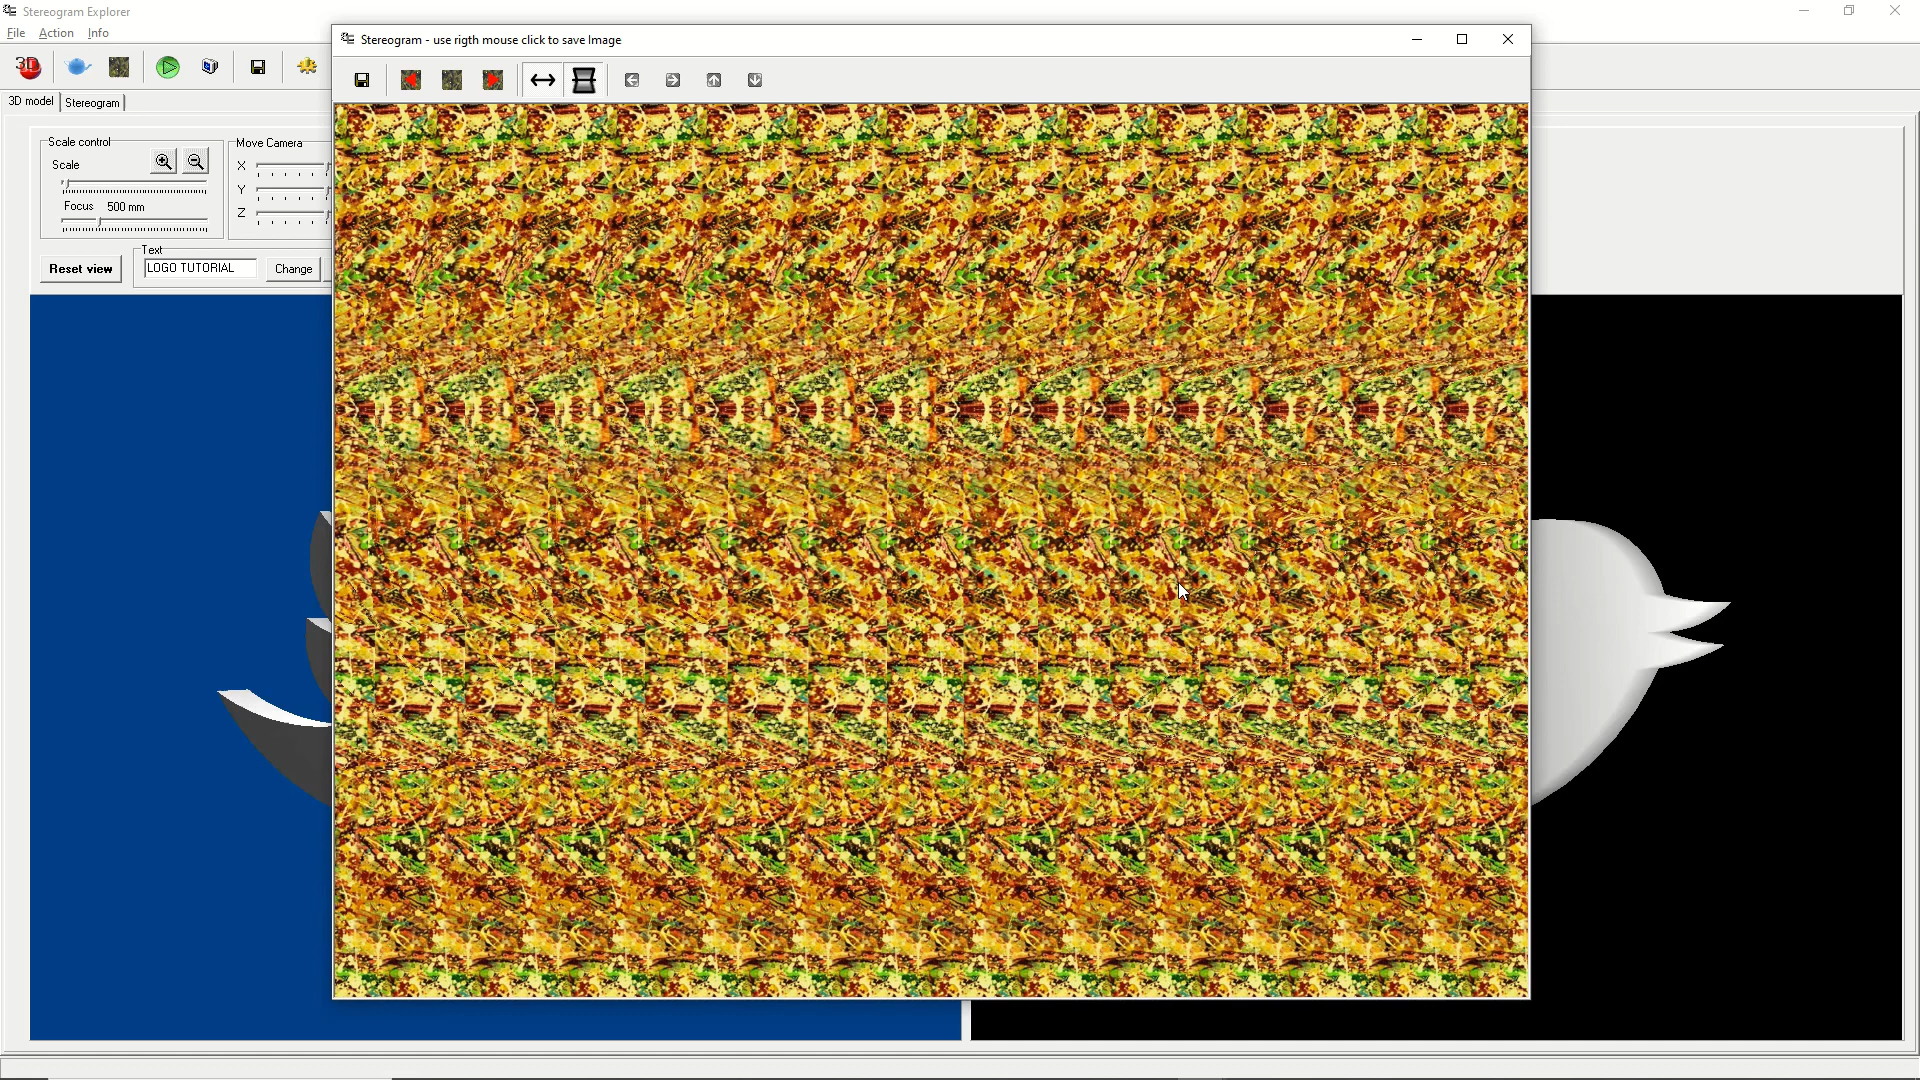 Stereogram Explorer
File Action Info
Stereogram - use rigth mouse click to save Image
3D
3D model Stereogram
Scale control
Move Camera
Scale
X
Y
Z
Focus 500 mm
Reset view
Text
LOGO TUTORIAL
Change